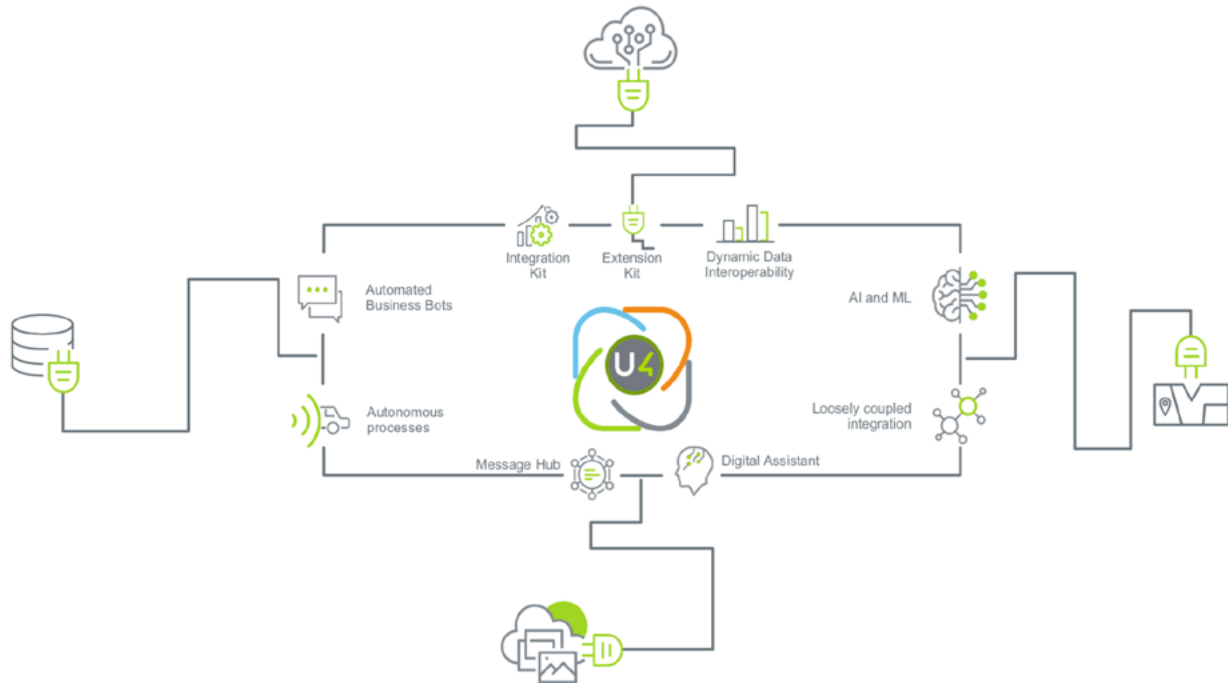 Integration
Kit
Extension
Kit
Dynamic Data
Interoperability
Automated
Business Bots
AI and ML
U4
Autonomous
processes
Loosely coupled
integration
Message Hub
Digital Assistant